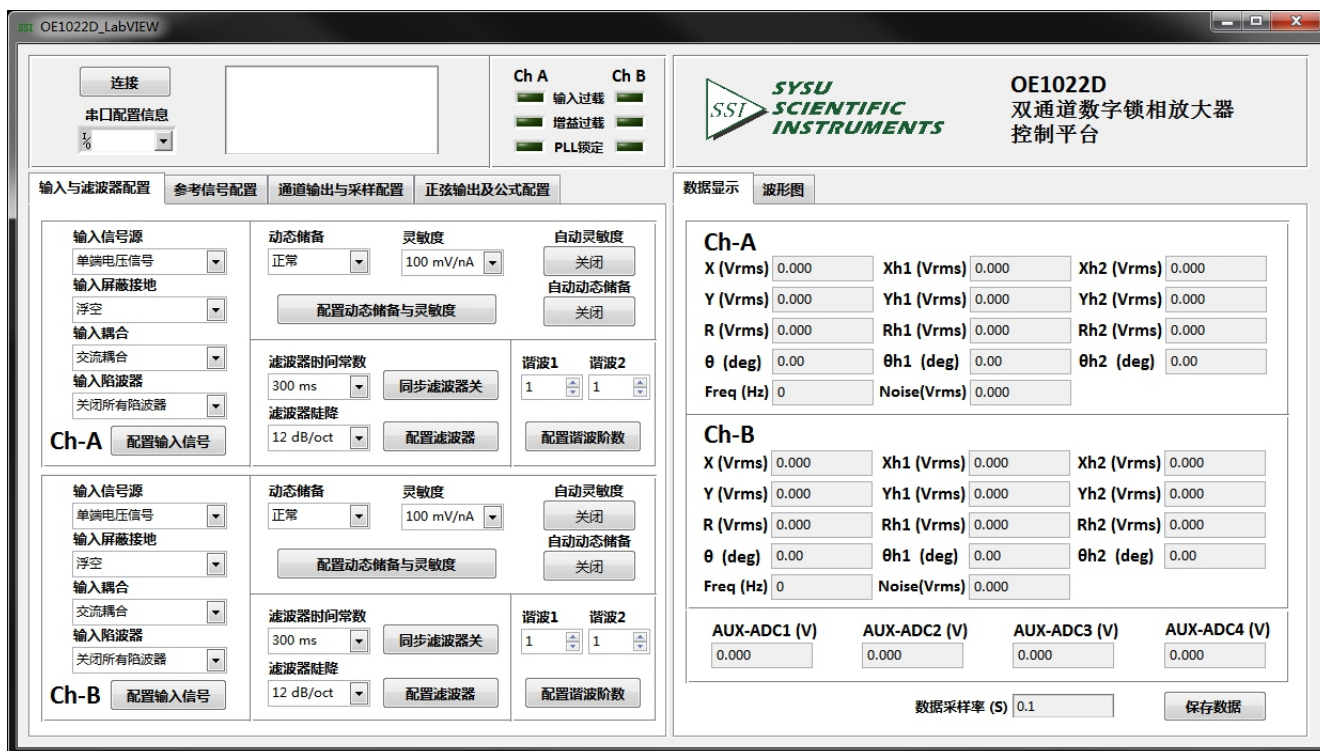 SSI OE1022D_LabVIEW
连接
串口配置信息
Ch A Ch B
输入过载
增益过载
PLL锁定
SSI
SYSU
SCIENTIFIC
INSTRUMENTS
OE1022D
双通道数字锁相放大器
控制平台
输入与滤波器配置 参考信号配置 通道输出与采样配置 正弦输出及公式配置
输入信号源
单端电压信号
输入屏蔽接地
浮空
输入耦合
交流耦合
输入陷波器
关闭所有陷波器
Ch-A 配置输入信号
动态储备 灵敏度 自动灵敏度
正常 100 mV/nA 关闭
自动动态储备
配置动态储备与灵敏度 关闭
滤波器时间常数
300 ms 同步滤波器关
滤波器陡降
12 dB/oct 配置滤波器
谐波1 谐波2
1 1
配置谐波阶数
输入信号源
单端电压信号
输入屏蔽接地
浮空
输入耦合
交流耦合
输入陷波器
关闭所有陷波器
Ch-B 配置输入信号
动态储备 灵敏度 自动灵敏度
正常 100 mV/nA 关闭
自动动态储备
配置动态储备与灵敏度 关闭
滤波器时间常数
300 ms 同步滤波器关
滤波器陡降
12 dB/oct 配置滤波器
谐波1 谐波2
1 1
配置谐波阶数
数据显示 波形图
Ch-A
X (Vrms) 0.000 Xh1 (Vrms) 0.000 Xh2 (Vrms) 0.000
Y (Vrms) 0.000 Yh1 (Vrms) 0.000 Yh2 (Vrms) 0.000
R (Vrms) 0.000 Rh1 (Vrms) 0.000 Rh2 (Vrms) 0.000
θ (deg) 0.00 θh1 (deg) 0.00 θh2 (deg) 0.00
Freq (Hz) 0 Noise(Vrms) 0.000
Ch-B
X (Vrms) 0.000 Xh1 (Vrms) 0.000 Xh2 (Vrms) 0.000
Y (Vrms) 0.000 Yh1 (Vrms) 0.000 Yh2 (Vrms) 0.000
R (Vrms) 0.000 Rh1 (Vrms) 0.000 Rh2 (Vrms) 0.000
θ (deg) 0.00 θh1 (deg) 0.00 θh2 (deg) 0.00
Freq (Hz) 0 Noise(Vrms) 0.000
AUX-ADC1 (V) AUX-ADC2 (V) AUX-ADC3 (V) AUX-ADC4 (V)
0.000 0.000 0.000 0.000
数据采样率 (S) 0.1 保存数据